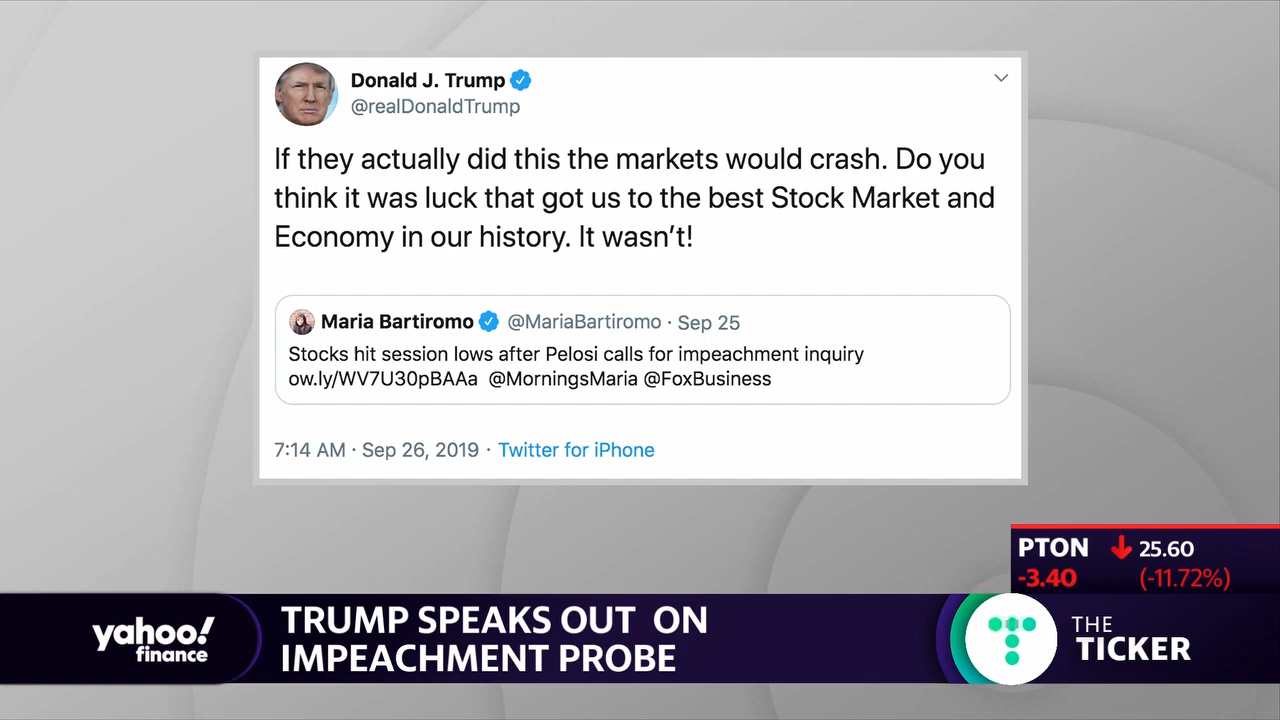 Donald J. Trump
@realDonaldTrump
If they actually did this the markets would crash. Do you
think it was luck that got us to the best Stock Market and
Economy in our history. It wasn't!
Maria Bartiromo @MariaBartiromo · Sep 25
Stocks hit session lows after Pelosi calls for impeachment inquiry
ow.ly/WV7U30pBAAa @MorningsMaria @FoxBusiness
7:14 AM · Sep 26, 2019 · Twitter for iPhone
PTON 25.60
-3.40 (-11.72%)
yahoo!
finance
TRUMP SPEAKS OUT ON
IMPEACHMENT PROBE
THE
TICKER